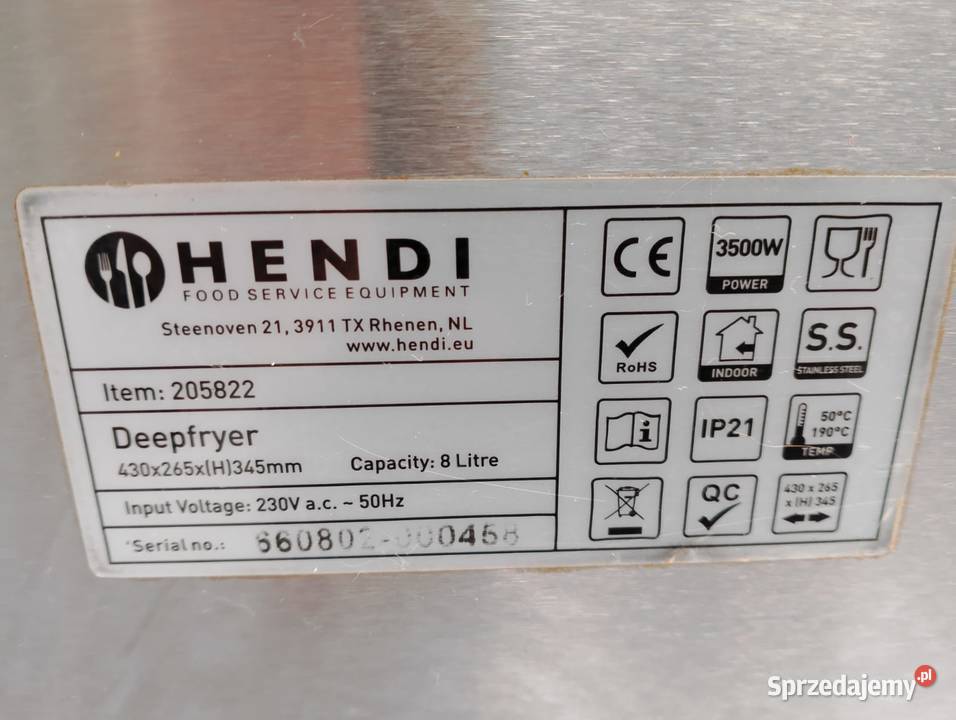 HENDI
FOOD SERVICE EQUIPMENT
Steenoven 21, 3911 TX Rhenen, NL
www.hendi.eu
Item: 205822
Deepfryer
430x265x(H)345mm Capacity: 8 Litre
Input Voltage: 230V a.c. ~ 50Hz
Serial no.:
CE
3500W
POWER
RoHS
INDOOR
S.S.
STAINLESS STEEL
i
IP21
50°C
190°C
TEMP.
QC
430 x 265
x (H) 345
Sprzedajemy.pl